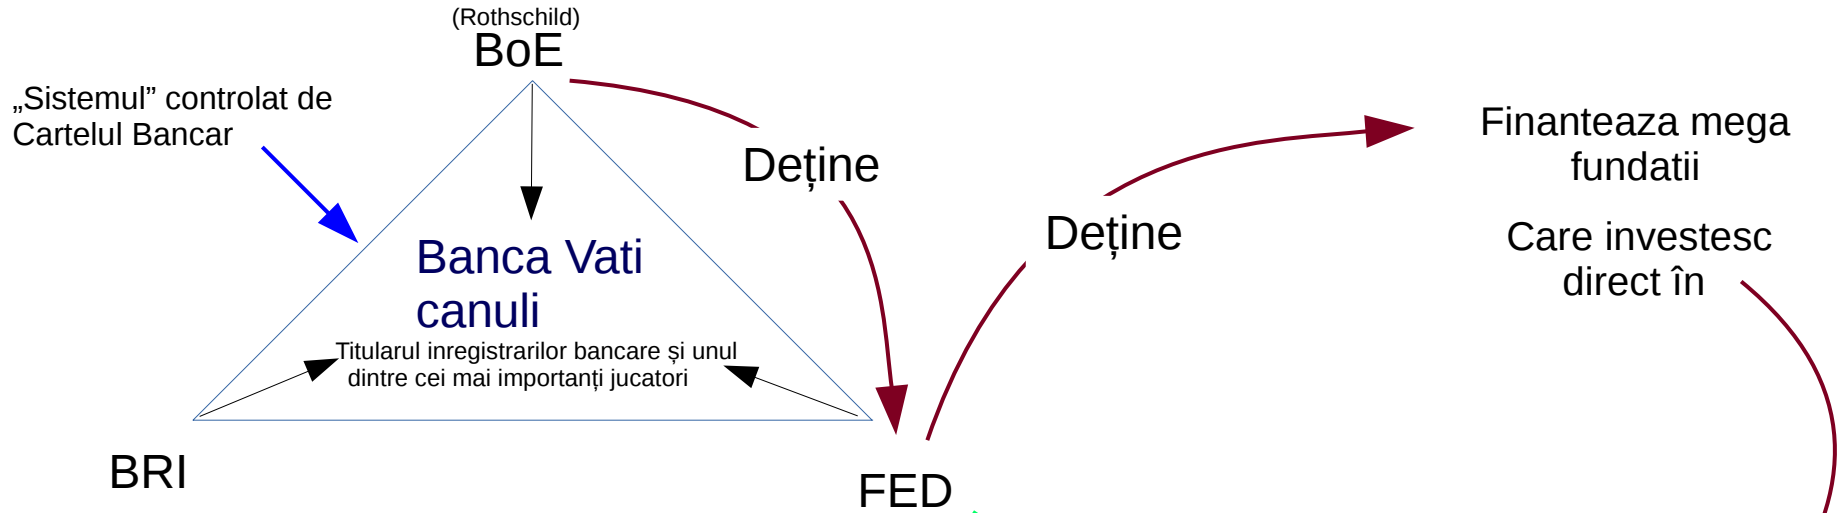 (Rothschild)
BoE
„Sistemul” controlat de
Cartelul Bancar
Deține
Banca Vati
canuli
Titularul inregistrarilor bancare și unul
dintre cei mai importanți jucatori
BRI
FED
Deține
Finanteaza mega
fundatii
Care investesc
direct în